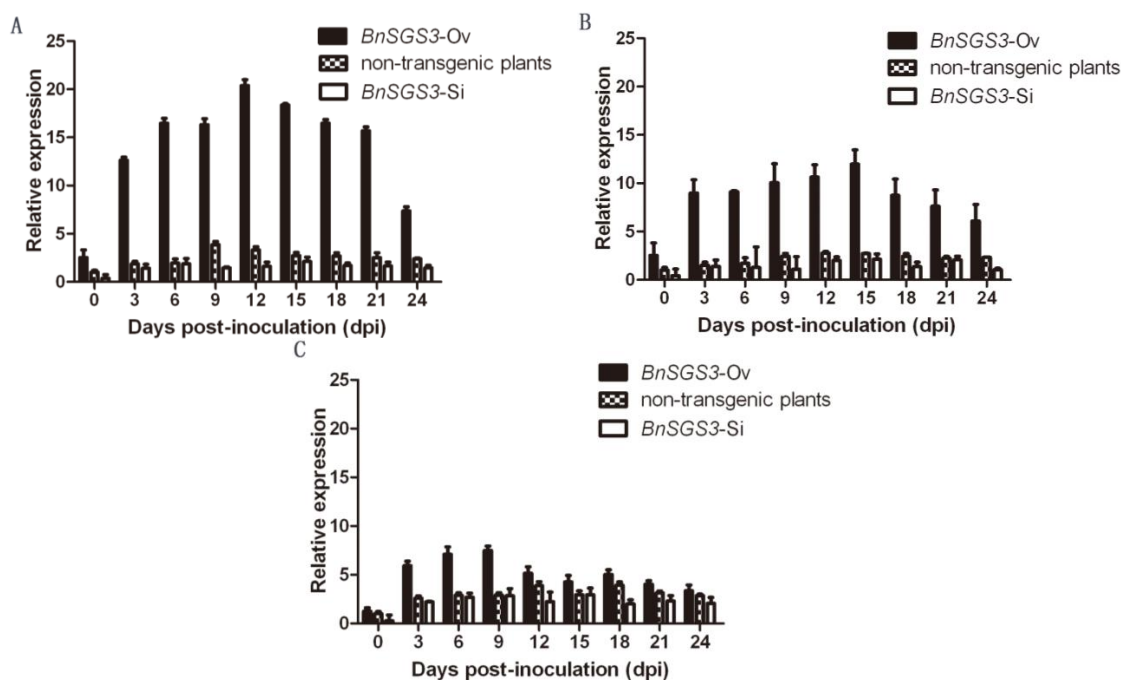 A
BnSGS3-Ov
non-transgenic plants
BnSGS3-Si
Relative expression
25
20
15
10
5
0
0 3 6 9 12 15 18 21 24
Days post-inoculation (dpi)
B
BnSGS3-Ov
non-transgenic plants
BnSGS3-Si
Relative expression
25
20
15
10
5
0
0 3 6 9 12 15 18 21 24
Days post-inoculation (dpi)
C
BnSGS3-Ov
non-transgenic plants
BnSGS3-Si
Relative expression
25
20
15
10
5
0
0 3 6 9 12 15 18 21 24
Days post-inoculation (dpi)